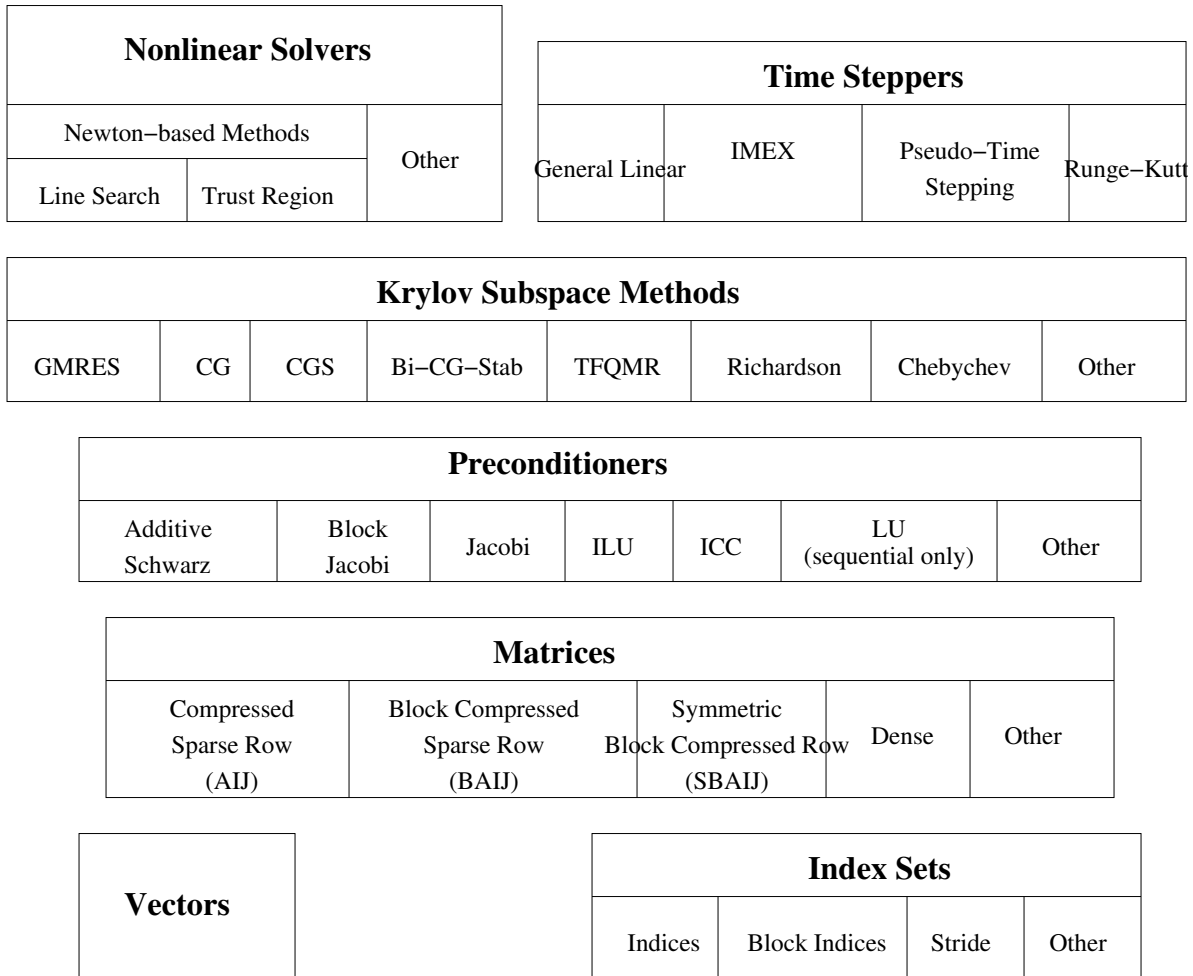 Nonlinear Solvers
Newton−based Methods
Line Search
Trust Region
Other
Time Steppers
General Linear
IMEX
Pseudo−Time
Stepping
Runge−Kutt
Krylov Subspace Methods
GMRES
CG
CGS
Bi−CG−Stab
TFQMR
Richardson
Chebychev
Other
Preconditioners
Additive
Schwarz
Block
Jacobi
Jacobi
ILU
ICC
LU
(sequential only)
Other
Matrices
Compressed
Sparse Row
(AIJ)
Block Compressed
Sparse Row
(BAIJ)
Symmetric
Block Compressed Row
(SBAIJ)
Dense
Other
Vectors
Index Sets
Indices
Block Indices
Stride
Other